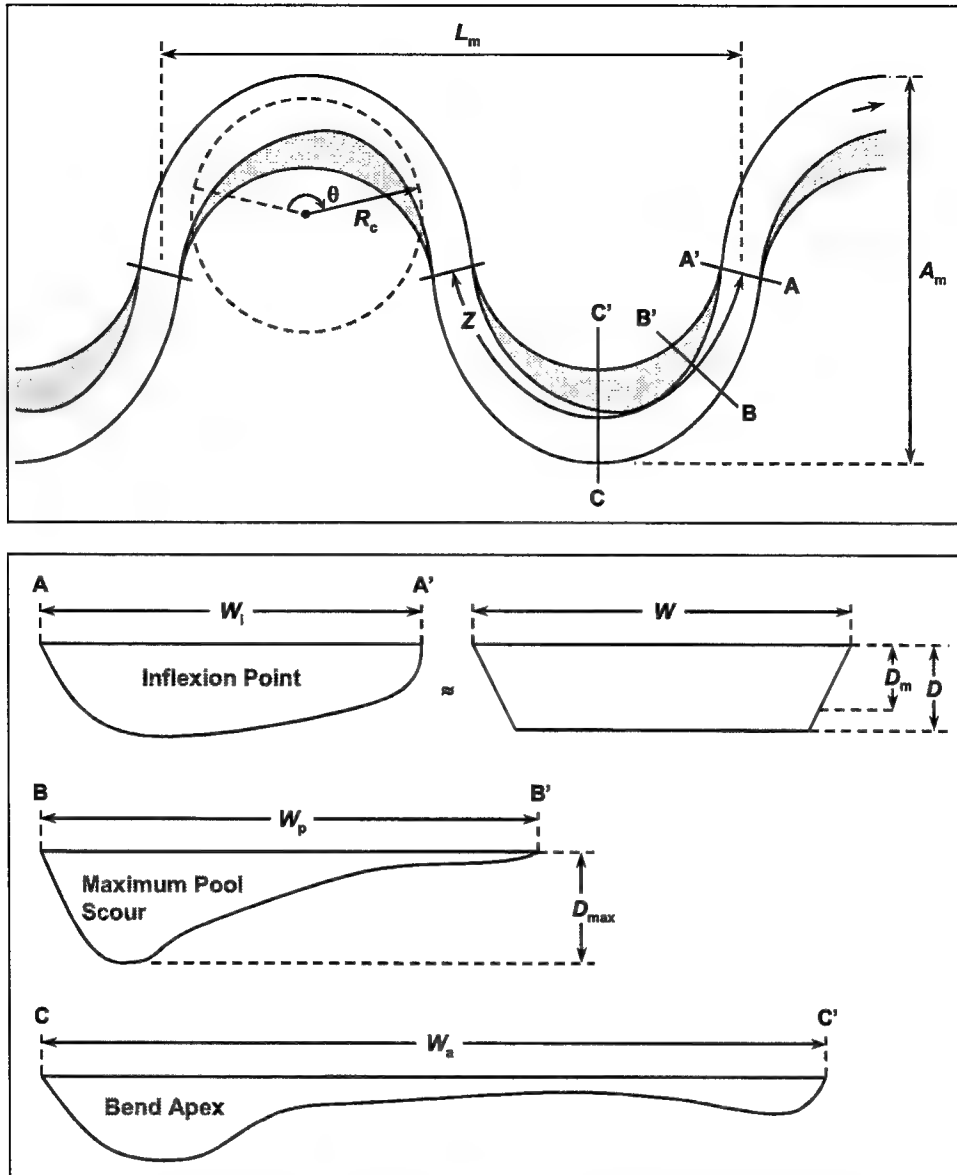 Lm
θ
Rc
Z
A'
A
Am
C'
B'
B
C
A
A'
Wi
W
Inflexion Point
≈
Dm
D
B
B'
Wp
Maximum Pool
Scour
Dmax
C
C'
Wa
Bend Apex